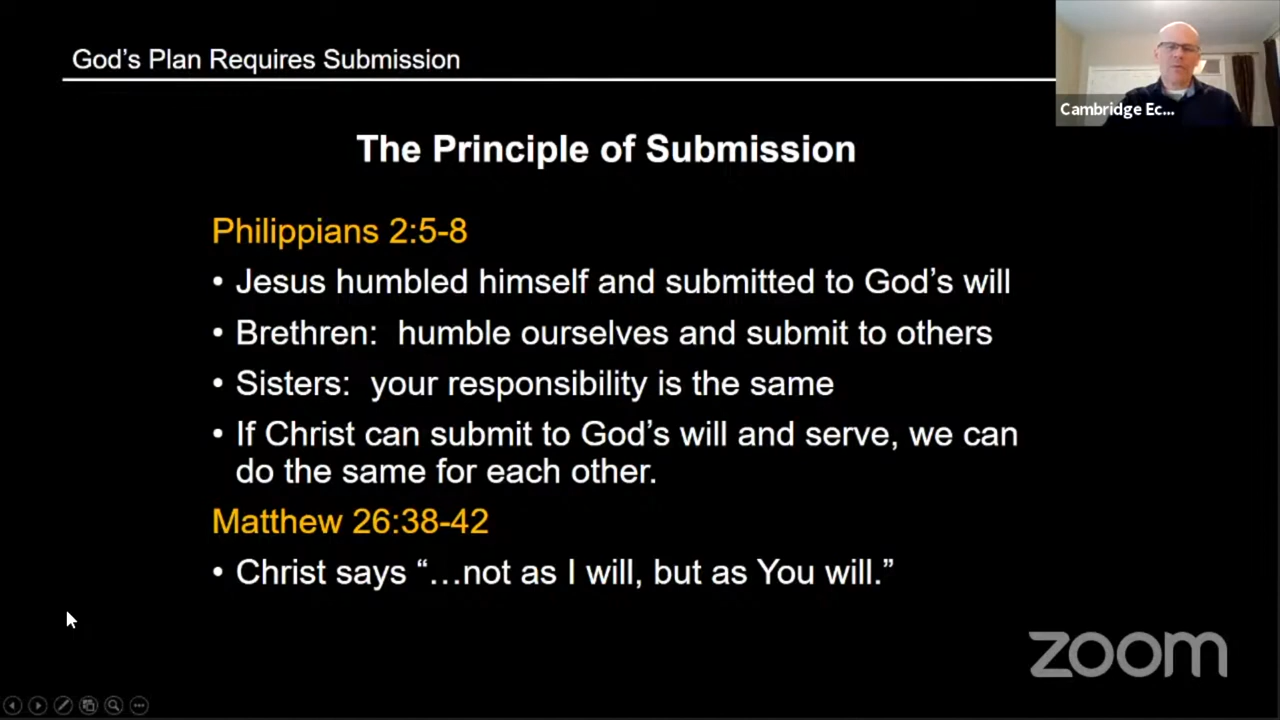 God's Plan Requires Submission
Cambridge Ec...
The Principle of Submission
Philippians 2:5-8
• Jesus humbled himself and submitted to God's will
• Brethren:  humble ourselves and submit to others
• Sisters:  your responsibility is the same
• If Christ can submit to God's will and serve, we can
do the same for each other.
Matthew 26:38-42
• Christ says “…not as I will, but as You will.”
zoom